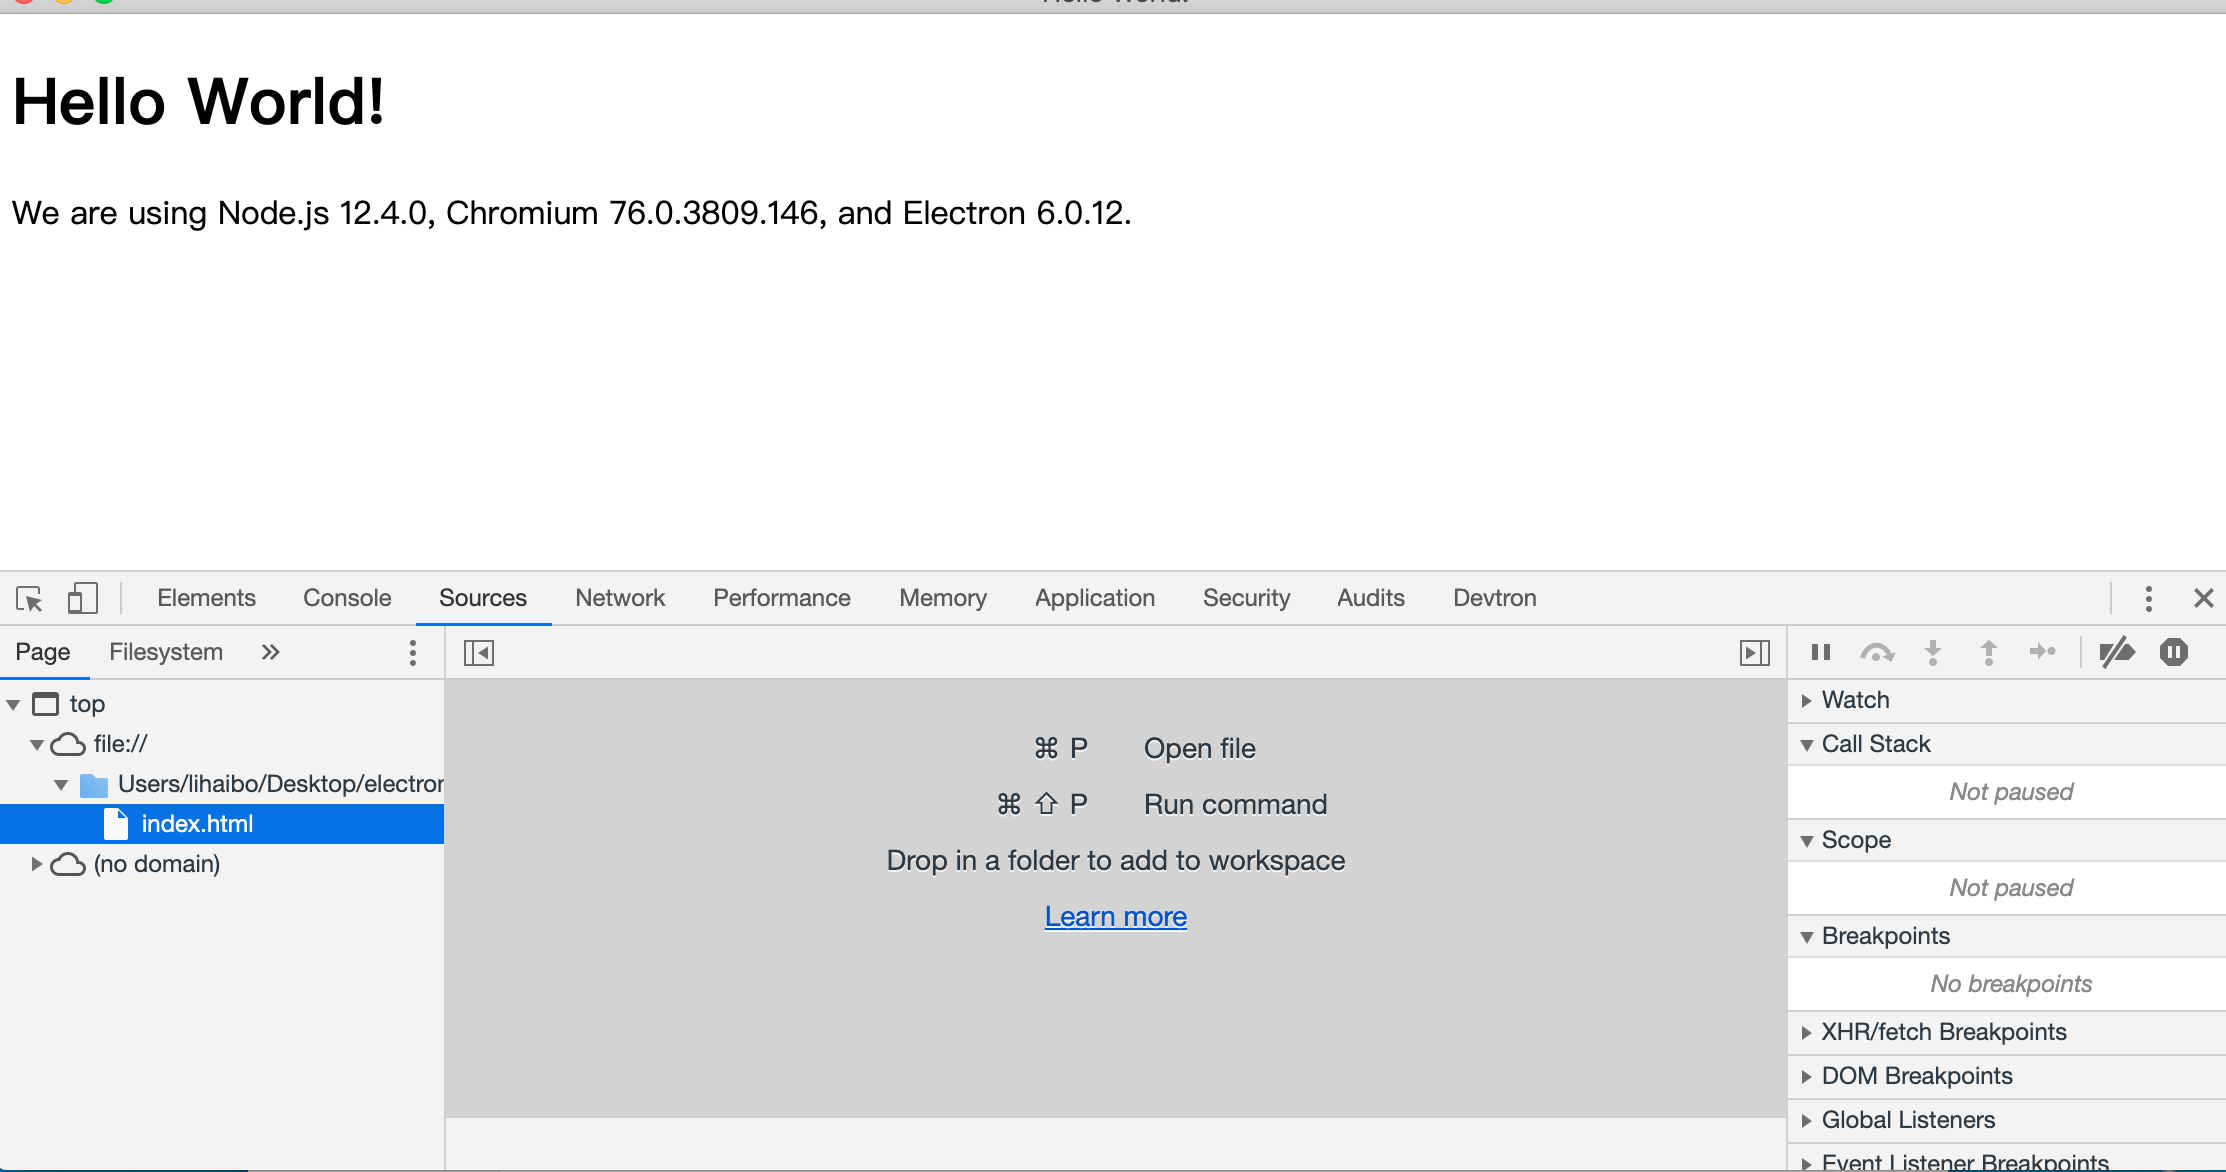 Hello World!
Hello World!
We are using Node.js 12.4.0, Chromium 76.0.3809.146, and Electron 6.0.12.
Elements Console Sources Network Performance Memory Application Security Audits Devtron
Page Filesystem »
top
file://
Users/lihaibo/Desktop/electron
index.html
(no domain)
⌘ P Open file
⌘ ⇧ P Run command
Drop in a folder to add to workspace
Learn more
Watch
Call Stack
Not paused
Scope
Not paused
Breakpoints
No breakpoints
XHR/fetch Breakpoints
DOM Breakpoints
Global Listeners
Event Listener Breakpoints